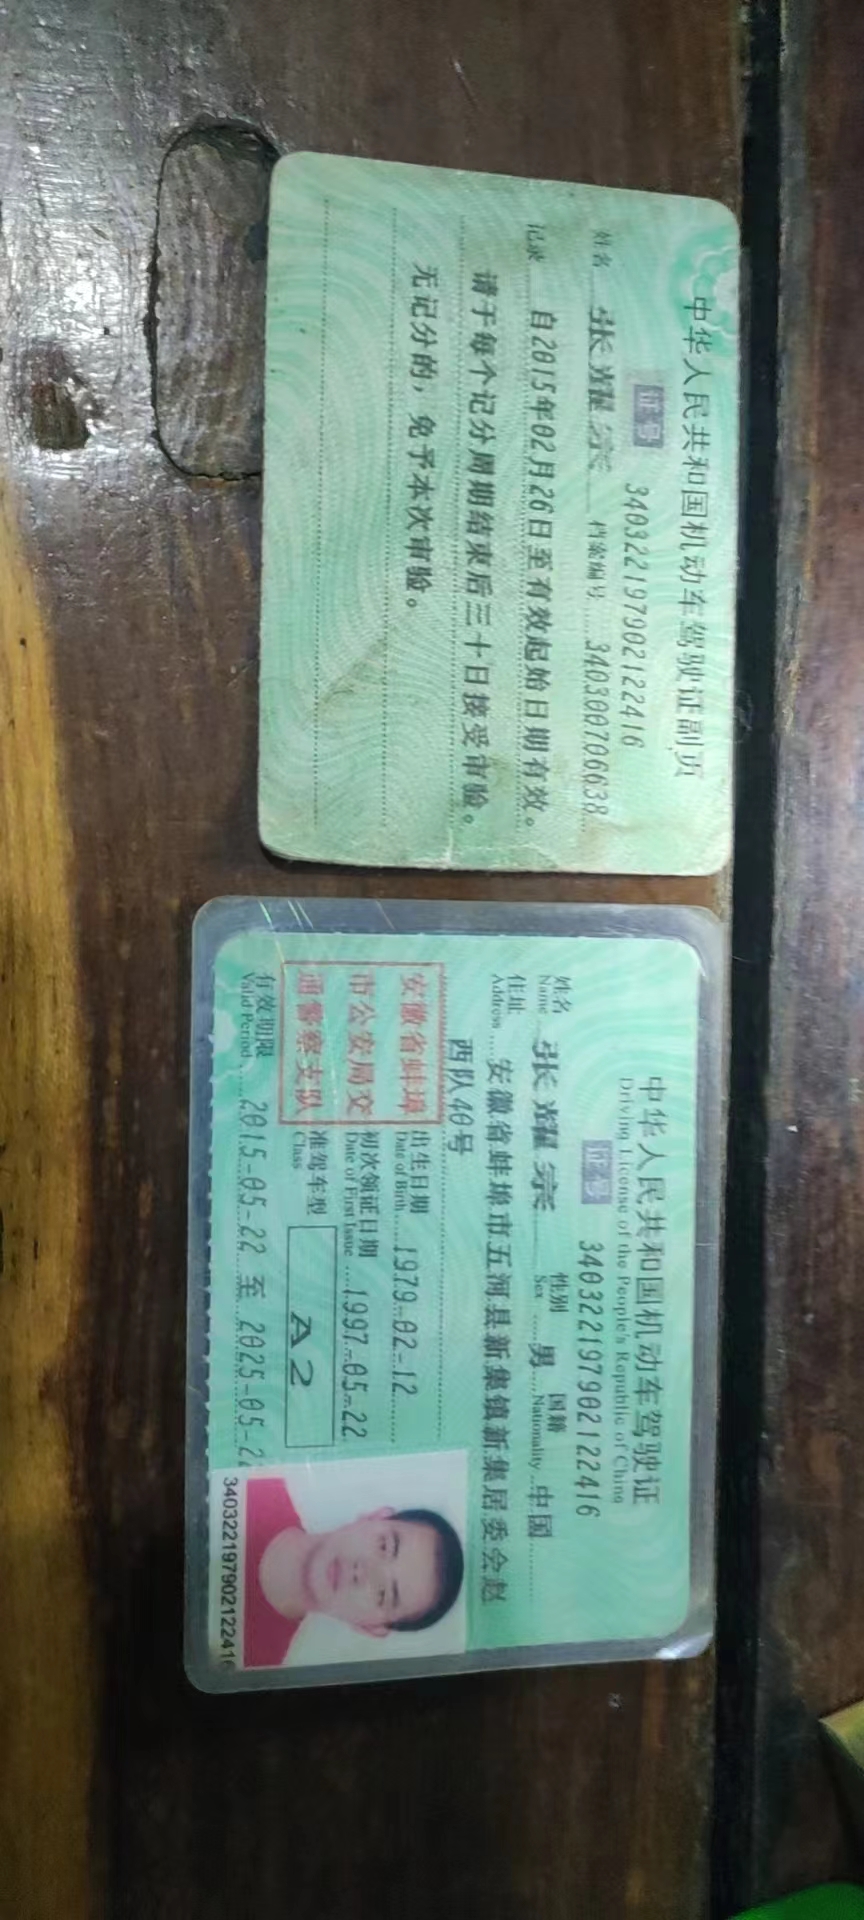 中华人民共和国机动车驾驶证副页
证号 340322197902122416
姓名 张耀宗 档案编号 340300706638
记录 自2015年02月26日至有效起始日期有效。
请于每个记分周期结束后三十日接受审验。
无记分的，免予本次审验。
中华人民共和国机动车驾驶证
Driving License of the People's Republic of China
证号 340322197902122416
姓名 张耀宗 性别 男 国籍 中国
Name Sex Nationality
住址 安徽省蚌埠市五河县新集镇新集居委会赵
Address
西队40号
安徽省蚌埠
市公安局交
通警察支队
出生日期 1979-02-12
Date of Birth
初次领证日期 1997-05-22
Date of First Issue
准驾车型 A2
Class
有效期限 2015-05-22 至 2025-05-22
Valid Period
340322197902122416